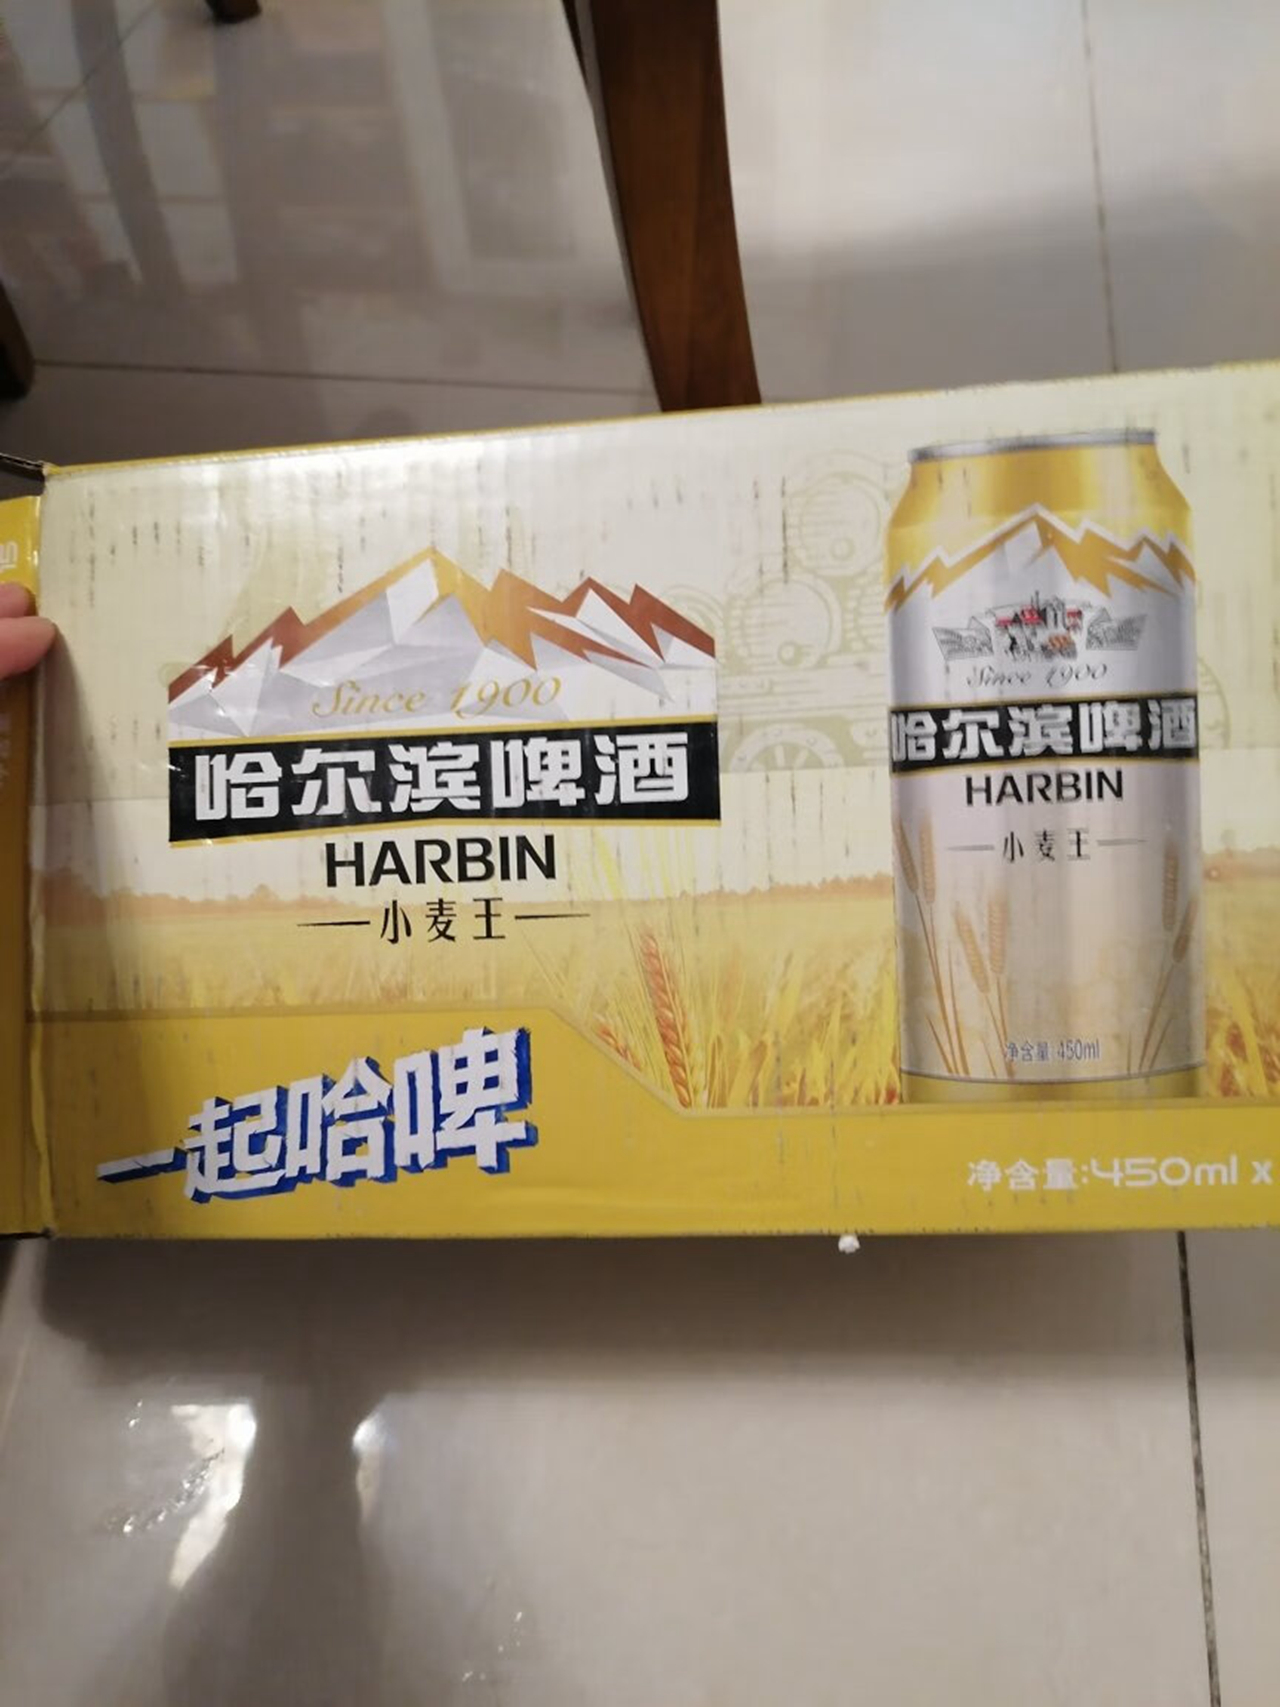 Since 1900
哈尔滨啤酒
HARBIN
小麦王
一起哈啤
Since 1900
哈尔滨啤酒
HARBIN
小麦王
净含量 450ml
净含量:450ml x